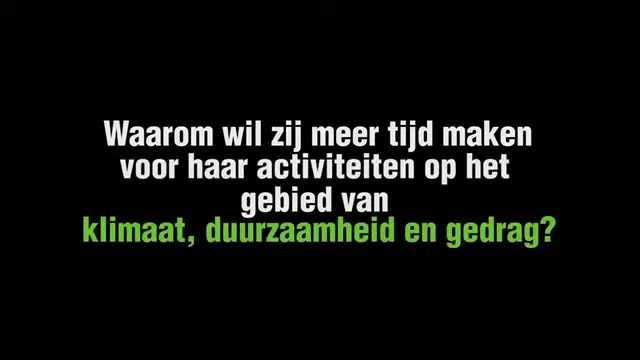 Waarom wil zij meer tijd maken
voor haar activiteiten op het
gebied van
klimaat, duurzaamheid en gedrag?